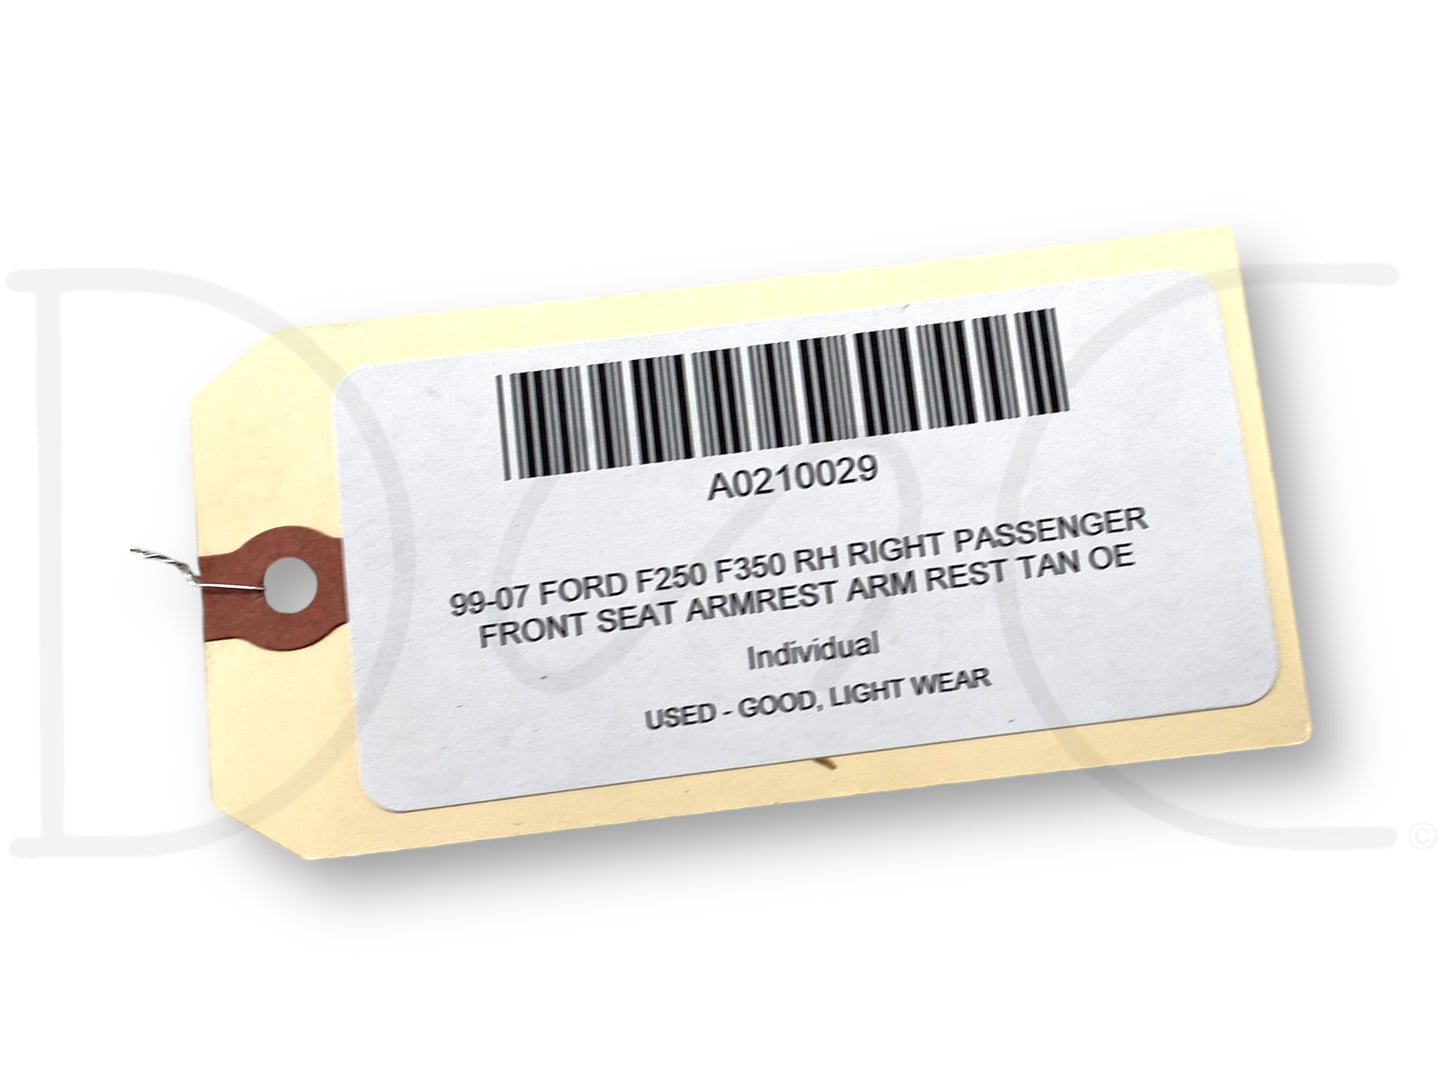 A0210029
99-07 FORD F250 F350 RH RIGHT PASSENGER
FRONT SEAT ARMREST ARM REST TAN OE
Individual
USED - GOOD, LIGHT WEAR
©